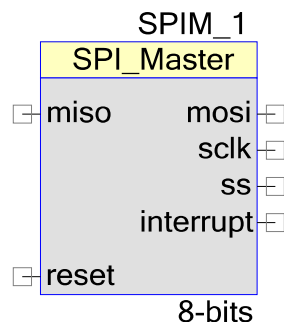 SPIM_1
SPI_Master
miso mosi
sclk
ss
interrupt
reset
8-bits